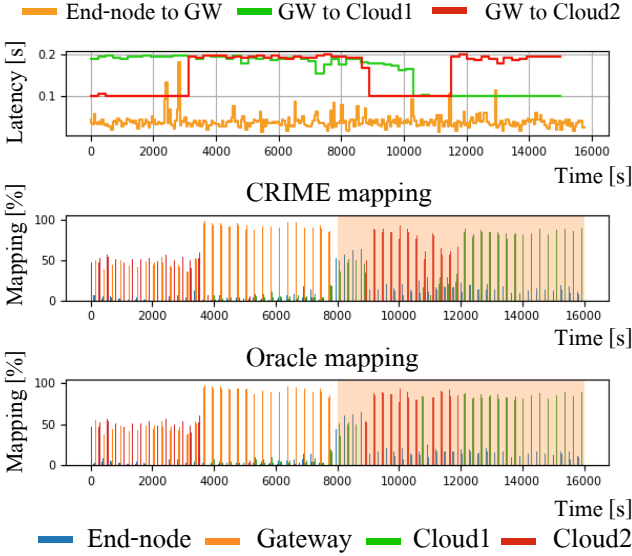 End-node to GW GW to Cloud1 GW to Cloud2
Latency [s]
0.2
0.1
0 2000 4000 6000 8000 10000 12000 14000 16000
Time [s]
CRIME mapping
Mapping [%]
100
50
0
0 2000 4000 6000 8000 10000 12000 14000 16000
Time [s]
Oracle mapping
Mapping [%]
100
50
0
0 2000 4000 6000 8000 10000 12000 14000 16000
Time [s]
End-node Gateway Cloud1 Cloud2